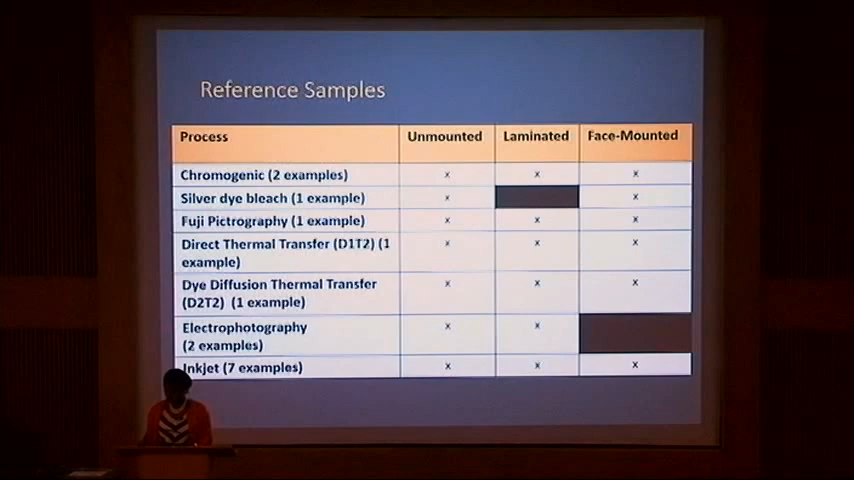 Reference Samples
Process Unmounted Laminated Face-Mounted
Chromogenic (2 examples) x x x
Silver dye bleach (1 example) x x
Fuji Pictrography (1 example) x x x
Direct Thermal Transfer (D1T2) (1
example) x x x
Dye Diffusion Thermal Transfer
(D2T2) (1 example) x x x
Electrophotography
(2 examples) x x
Inkjet (7 examples) x x x